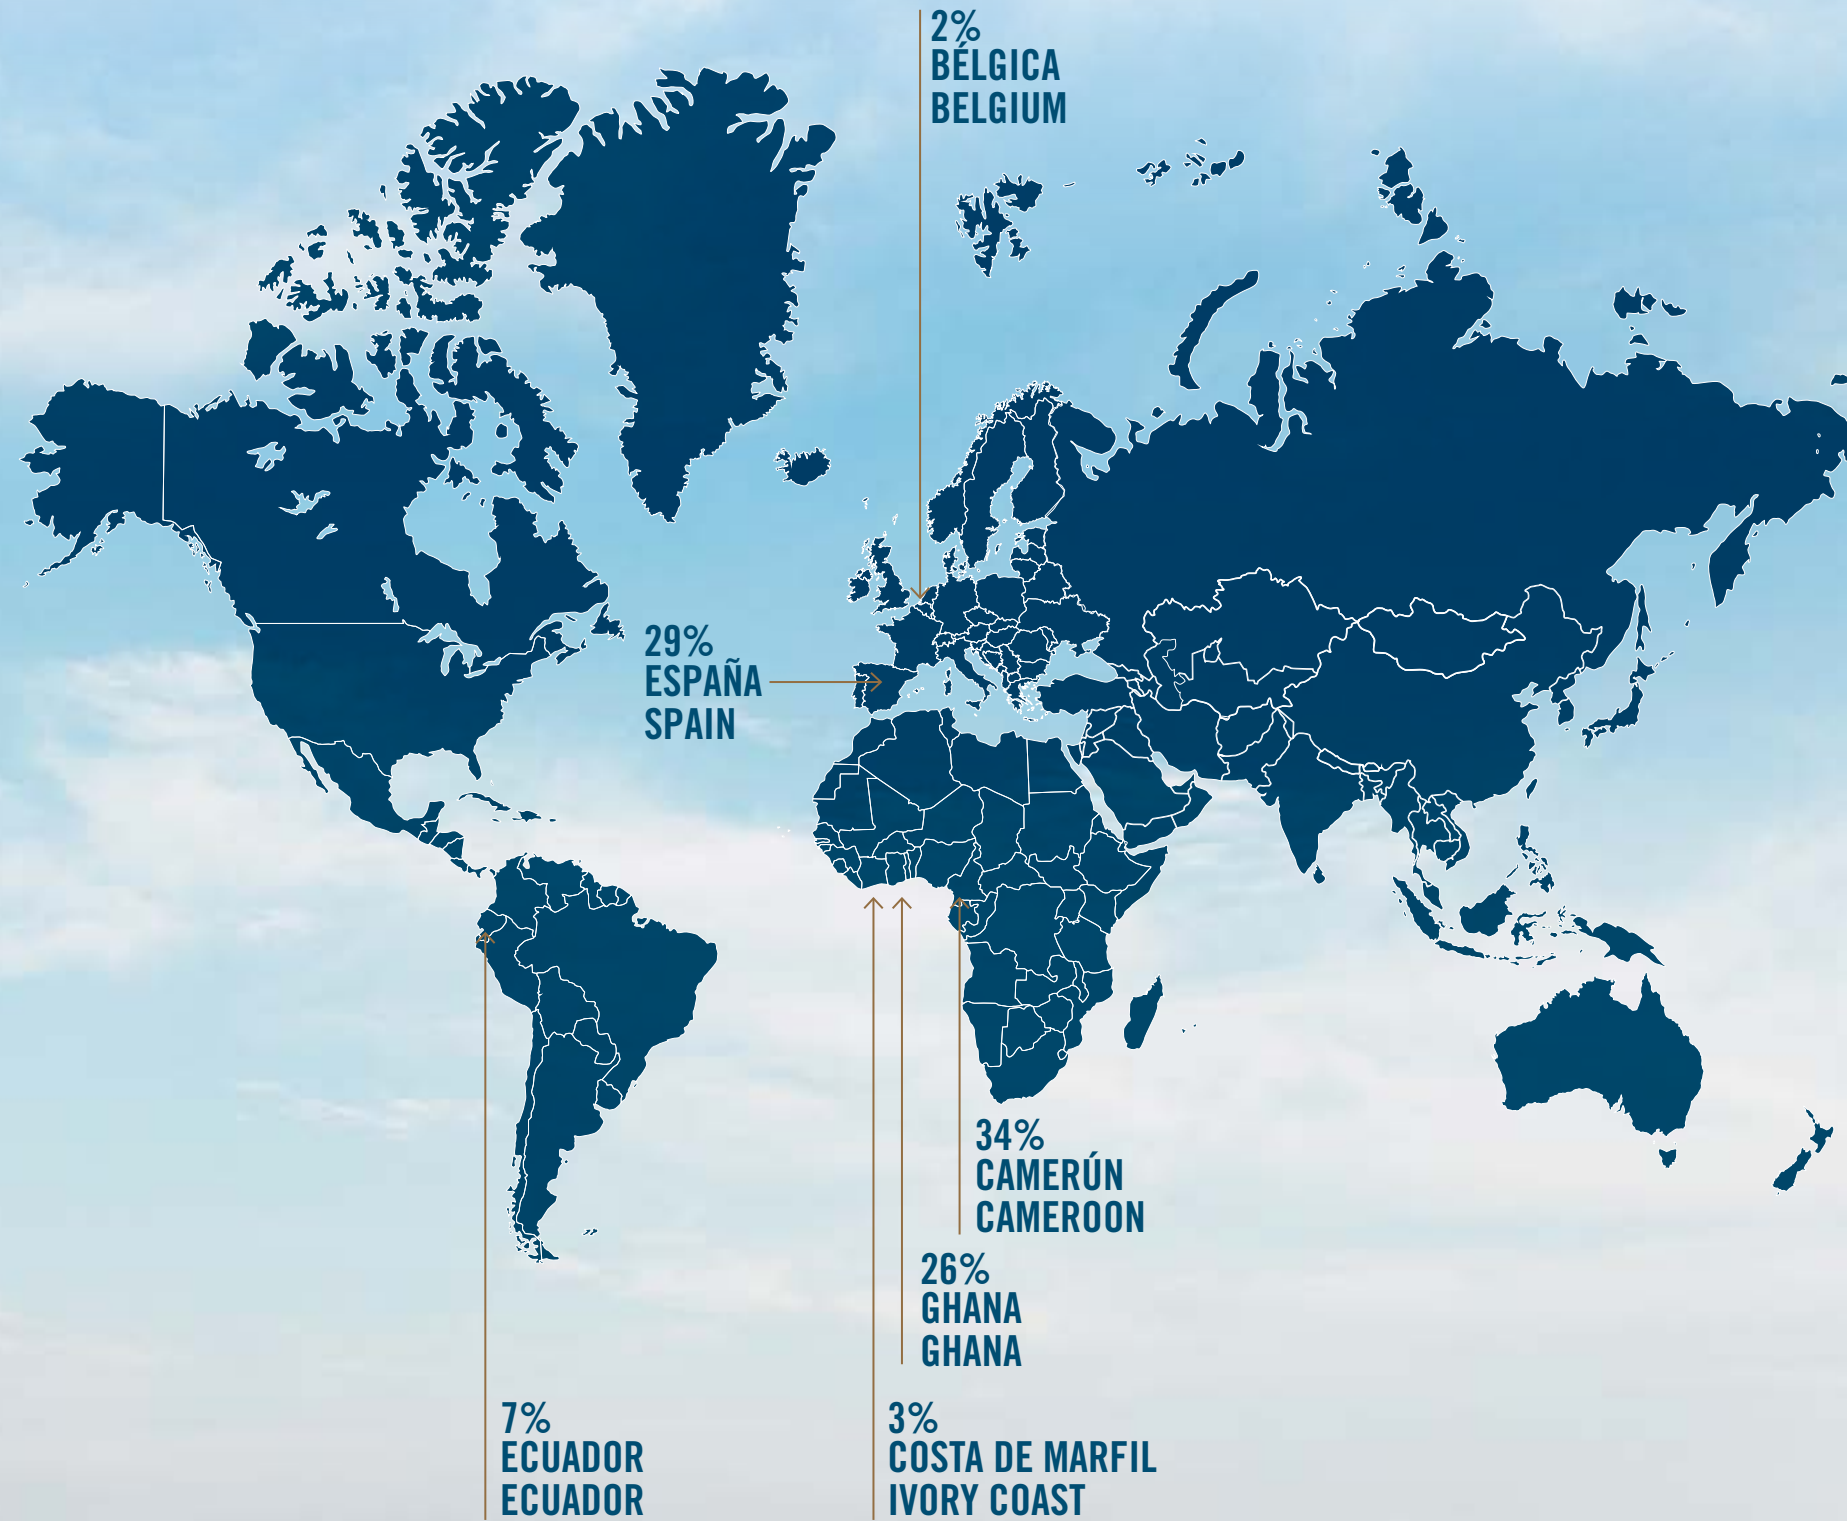 2%
BÉLGICA
BELGIUM
29%
ESPAÑA
SPAIN
34%
CAMERÚN
CAMEROON
26%
GHANA
GHANA
7%
ECUADOR
ECUADOR
3%
COSTA DE MARFIL
IVORY COAST